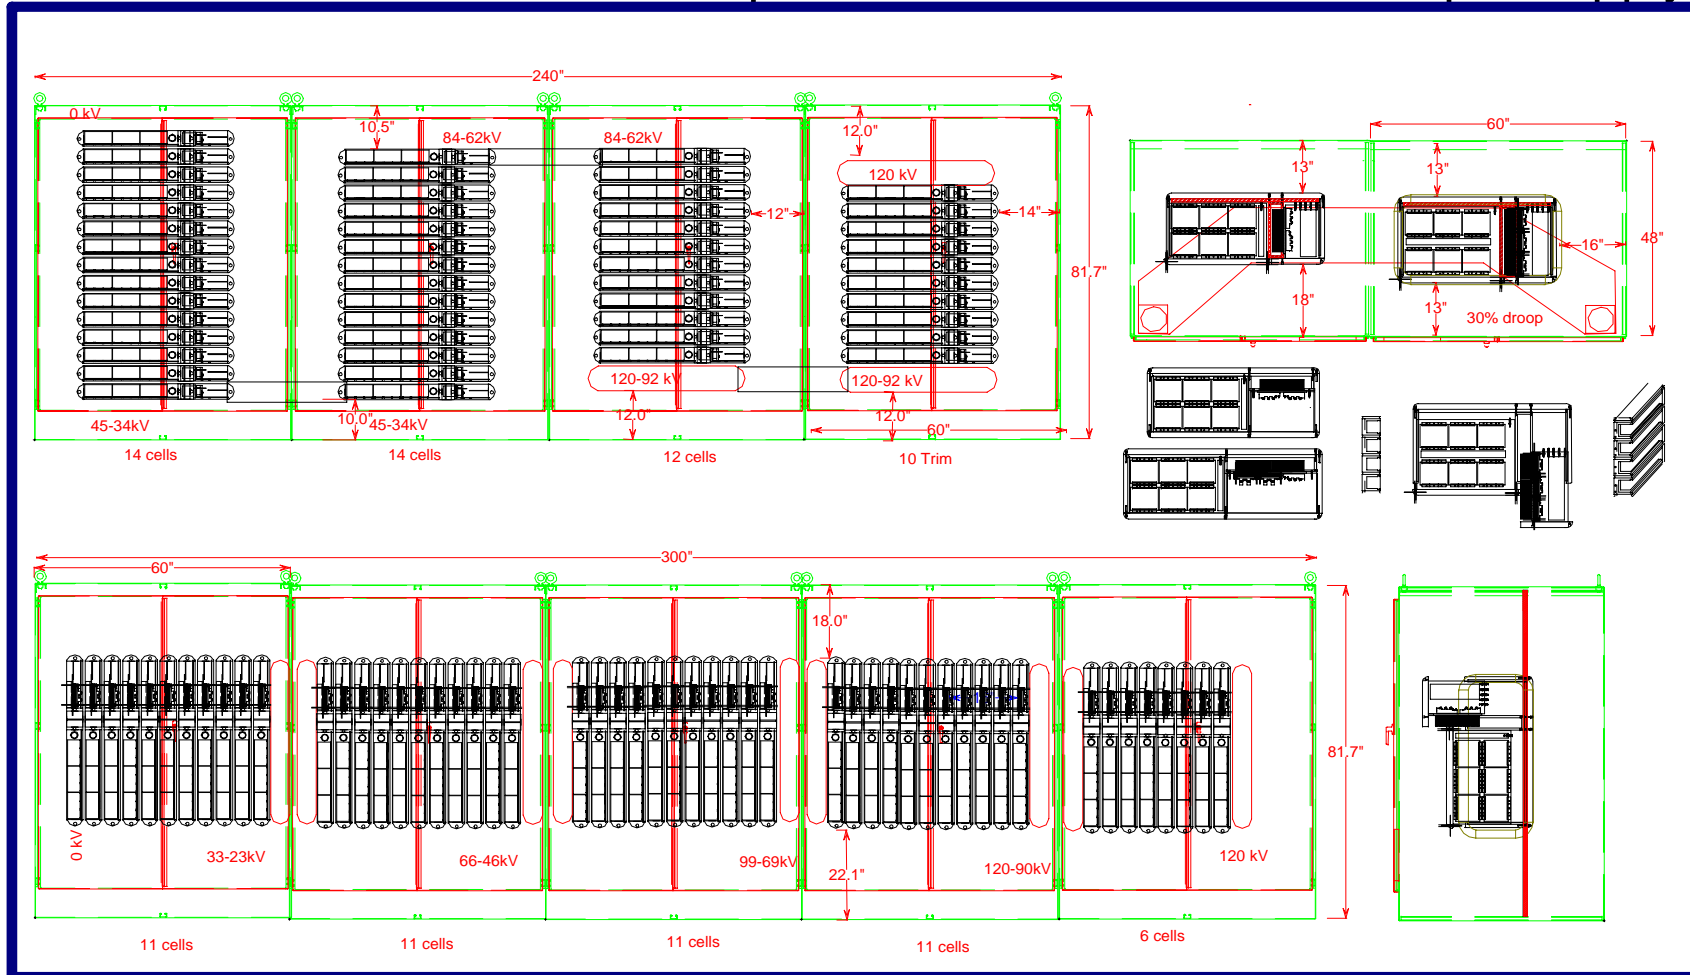 240"
0 kV
10.5"
84-62kV
84-62kV
12.0"
120 kV
12"
14"
81.7"
120-92 kV
120-92 kV
45-34kV
10.0"
45-34kV
12.0"
12.0"
60"
14 cells
14 cells
12 cells
10 Trim
60"
13"
13"
16"
48"
18"
13"
30% droop
300"
60"
18.0"
81.7"
0 kV
33-23kV
66-46kV
99-69kV
120-90kV
120 kV
22.1"
11 cells
11 cells
11 cells
11 cells
6 cells